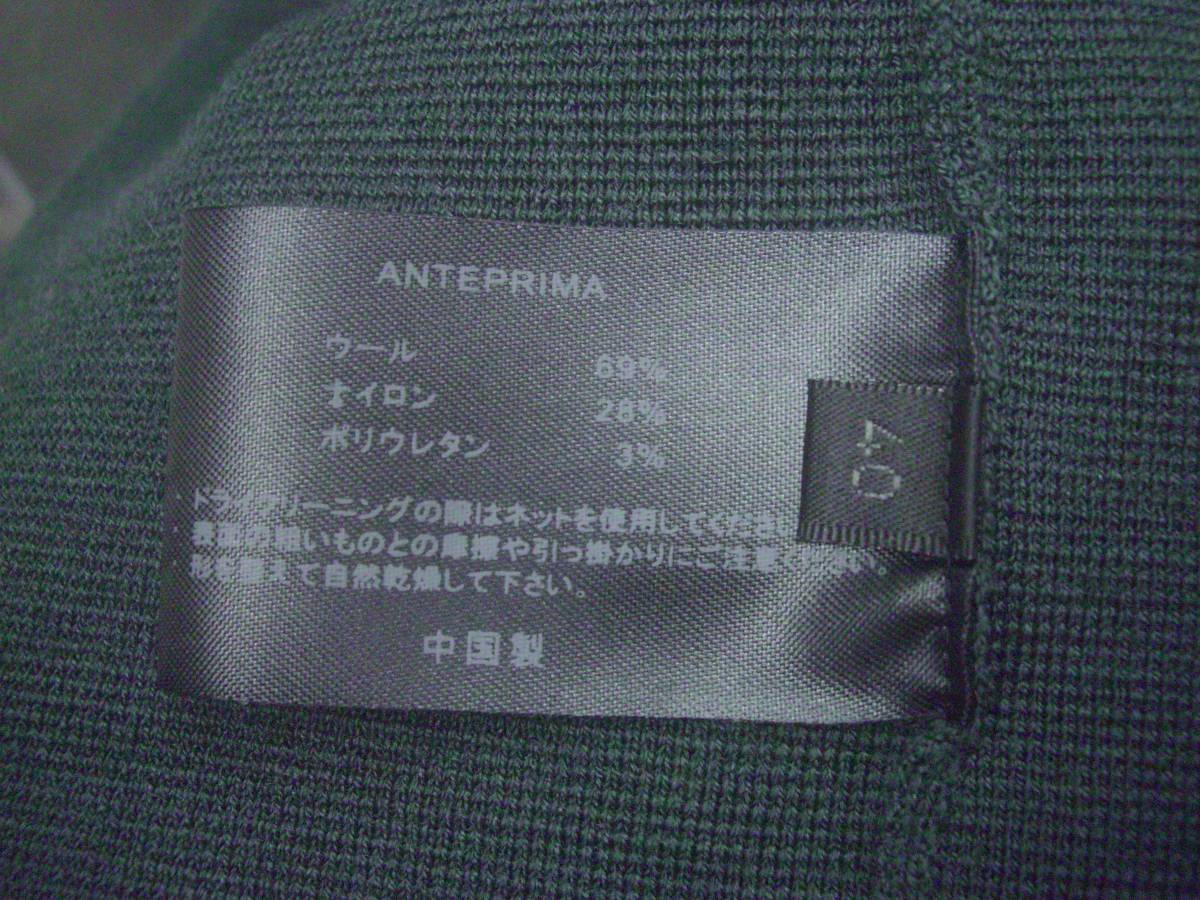 ANTEPRIMA
ウール 69%
ナイロン 28%
ポリウレタン 3%
ドライクリーニングの際はネットを使用してください
表面の粗いものとの摩擦や引っ掛かりにご注意ください。
形を整えて自然乾燥して下さい。
中国製
40